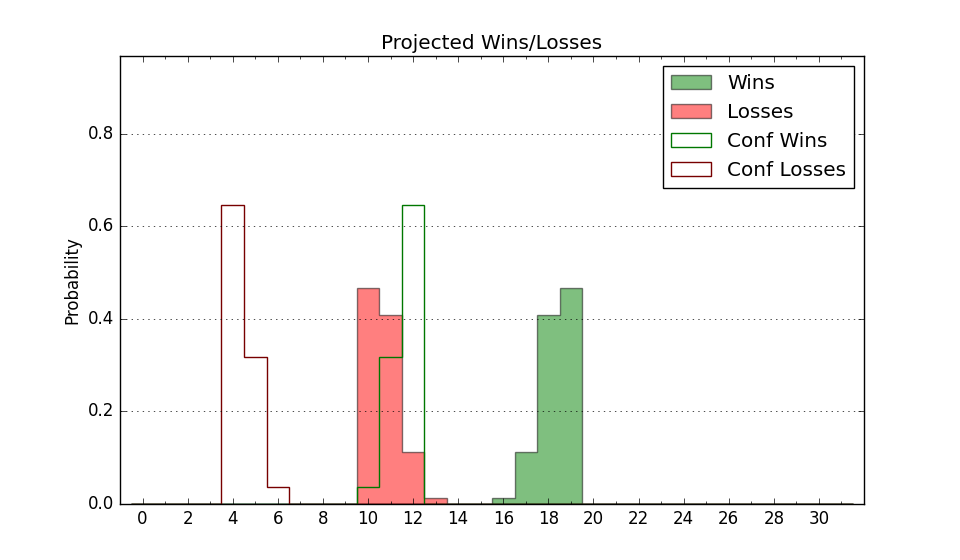 Projected Wins/Losses
Wins
Losses
Conf Wins
Conf Losses
Probability
0.8
0.6
0.4
0.2
0.0
0 2 4 6 8 10 12 14 16 18 20 22 24 26 28 30